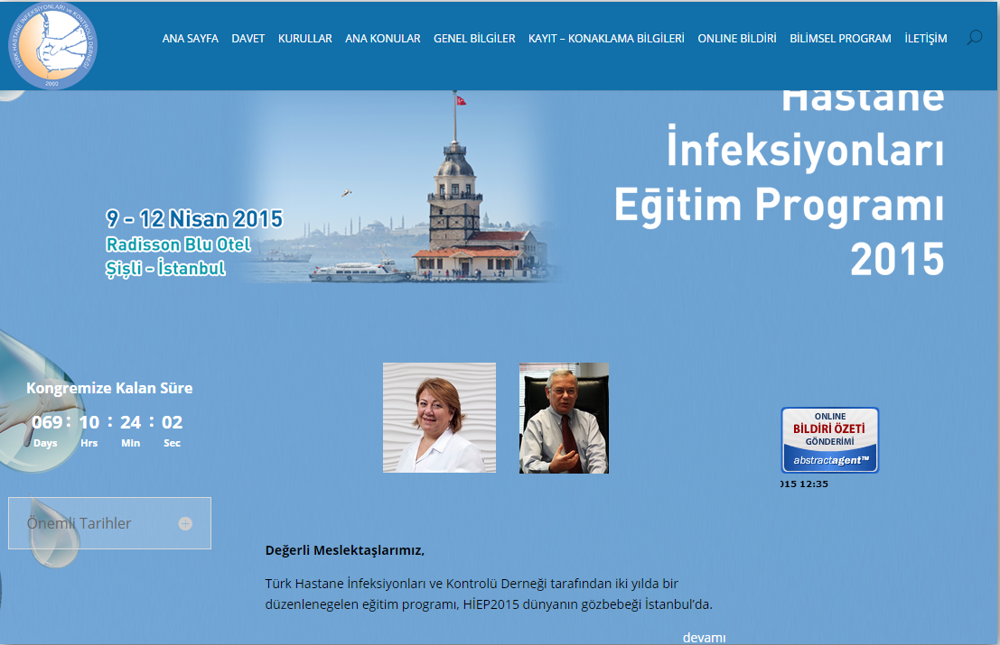 TÜRK HASTANE İNFEKSİYONLARI ve KONTROLÜ DERNEĞİ
2000
ANA SAYFA DAVET KURULLAR ANA KONULAR GENEL BİLGİLER KAYIT – KONAKLAMA BİLGİLERİ ONLINE BİLDİRİ BİLİMSEL PROGRAM İLETİŞİM
Hastane
İnfeksiyonları
Eğitim Programı
2015
9 - 12 Nisan 2015
Radisson Blu Otel
Şişli - İstanbul
Kongremize Kalan Süre
069 : 10 : 24 : 02
Days Hrs Min Sec
ONLINE
BİLDİRİ ÖZETİ
GÖNDERİMİ
abstractagent™
015 12:35
Önemli Tarihler
Değerli Meslektaşlarımız,
Türk Hastane İnfeksiyonları ve Kontrolü Derneği tarafından iki yılda bir
düzenlenegelen eğitim programı, HİEP2015 dünyanın gözbebeği İstanbul’da.
devamı